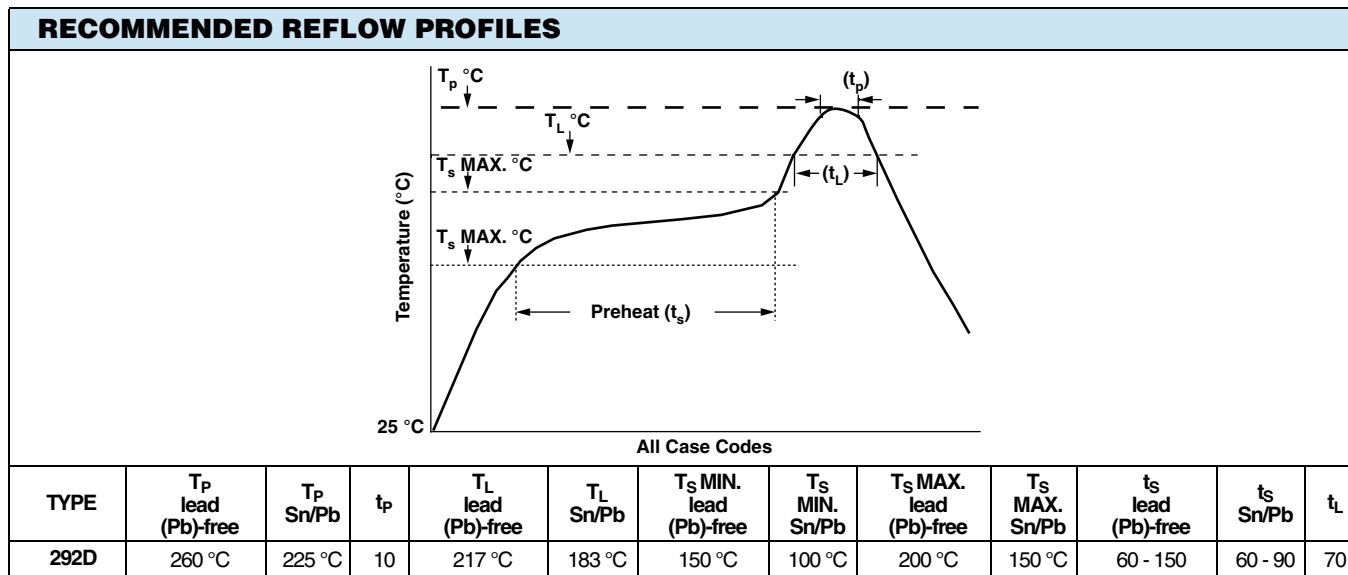 RECOMMENDED REFLOW PROFILES
Tp °C
(tp)
TL °C
Ts MAX. °C
(tL)
Ts MAX. °C
Temperature (°C)
Preheat (ts)
25 °C
All Case Codes
TYPE
TP lead (Pb)-free
TP Sn/Pb
tP
TL lead (Pb)-free
TL Sn/Pb
TS MIN. lead (Pb)-free
TS MIN. Sn/Pb
TS MAX. lead (Pb)-free
TS MAX. Sn/Pb
tS lead (Pb)-free
tS Sn/Pb
tL
292D 260 °C 225 °C 10 217 °C 183 °C 150 °C 100 °C 200 °C 150 °C 60 - 150 60 - 90 70